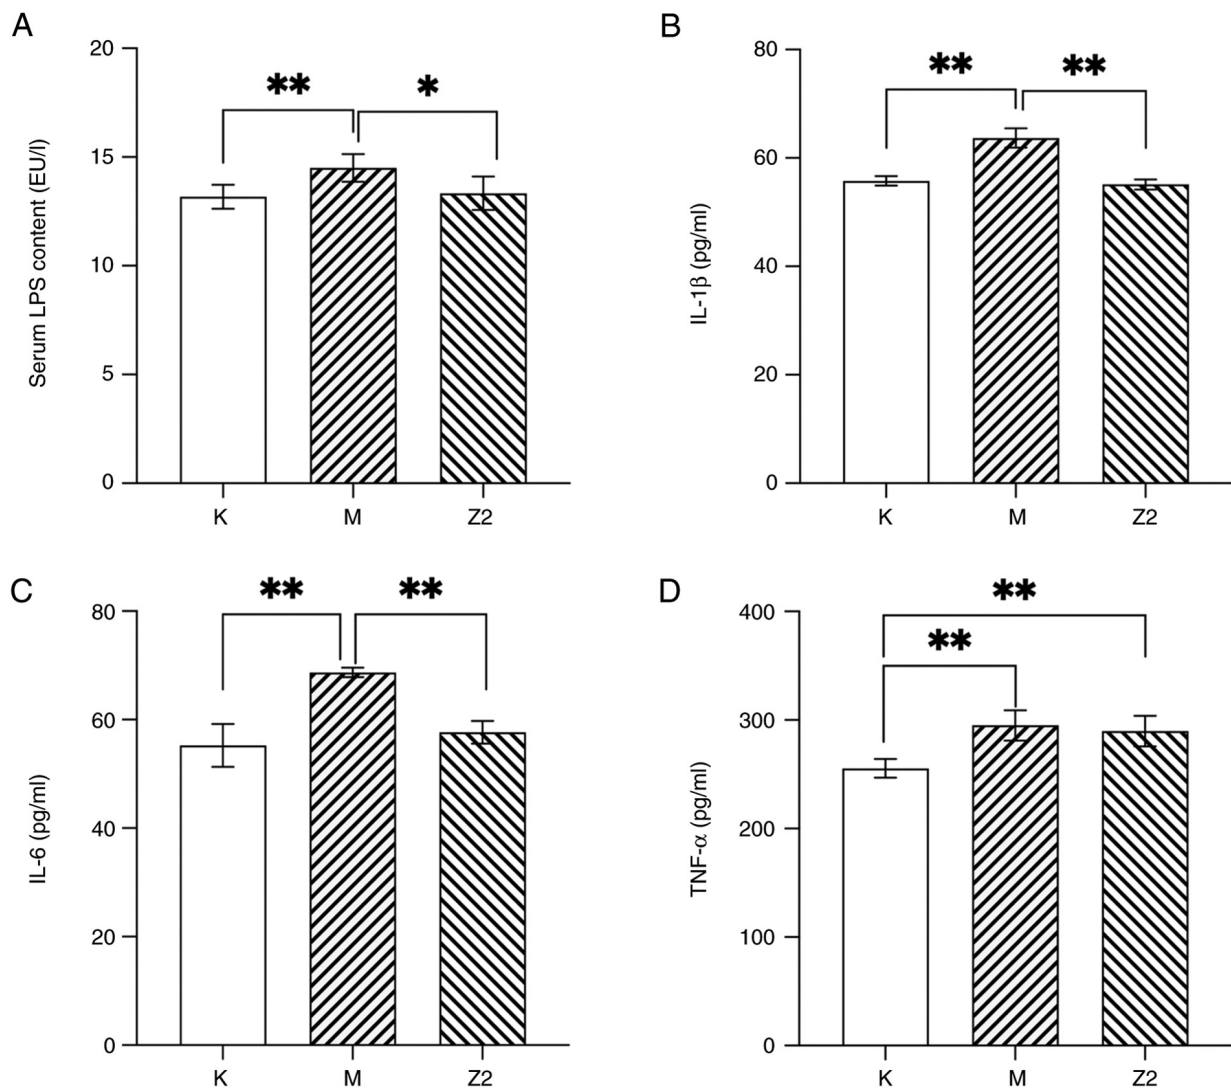 A
20
15
10
5
0
Serum LPS content (EU/l)
** *
K M Z2
B
80
60
40
20
0
IL-1β (pg/ml)
** **
K M Z2
C
80
60
40
20
0
IL-6 (pg/ml)
** **
K M Z2
D
400
300
200
100
0
TNF-α (pg/ml)
**
**
K M Z2